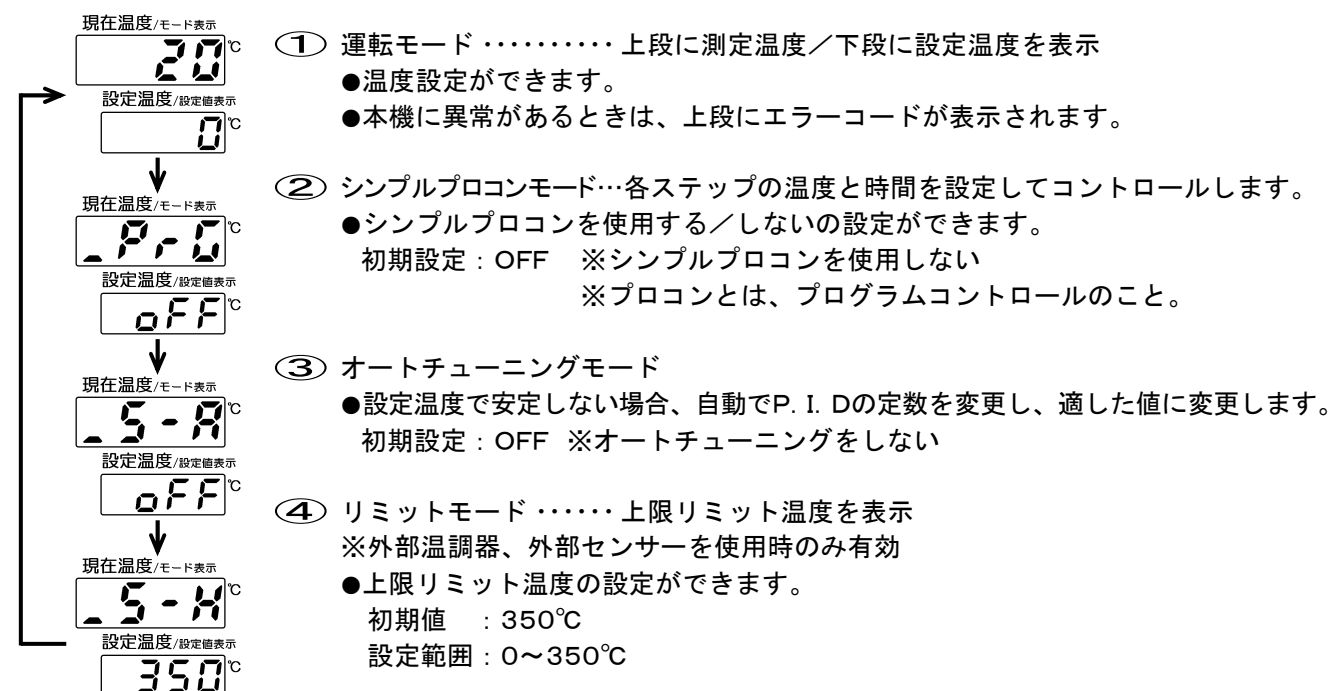 現在温度/モード表示
20℃
設定温度/設定値表示
0℃
① 運転モード ‥‥‥‥‥ 上段に測定温度／下段に設定温度を表示
●温度設定ができます。
●本機に異常があるときは、上段にエラーコードが表示されます。
現在温度/モード表示
_PrG℃
設定温度/設定値表示
oFF℃
② シンプルプロコンモード…各ステップの温度と時間を設定してコントロールします。
●シンプルプロコンを使用する／しないの設定ができます。
初期設定：OFF ※シンプルプロコンを使用しない
※プロコンとは、プログラムコントロールのこと。
現在温度/モード表示
_S-A℃
設定温度/設定値表示
oFF℃
③ オートチューニングモード
●設定温度で安定しない場合、自動でP. I. Dの定数を変更し、適した値に変更します。
初期設定：OFF ※オートチューニングをしない
現在温度/モード表示
_S-H℃
設定温度/設定値表示
350℃
④ リミットモード ‥‥‥ 上限リミット温度を表示
※外部温調器、外部センサーを使用時のみ有効
●上限リミット温度の設定ができます。
初期値 ：350℃
設定範囲：0～350℃